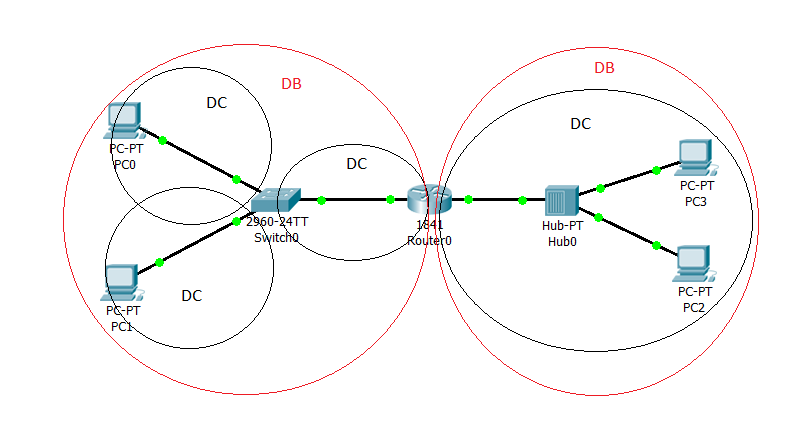 DB
DC
PC-PT
PC0
DC
2960-24TT
Switch0
PC-PT
PC1
DC
1841
Router0
DB
DC
Hub-PT
Hub0
PC-PT
PC3
PC-PT
PC2